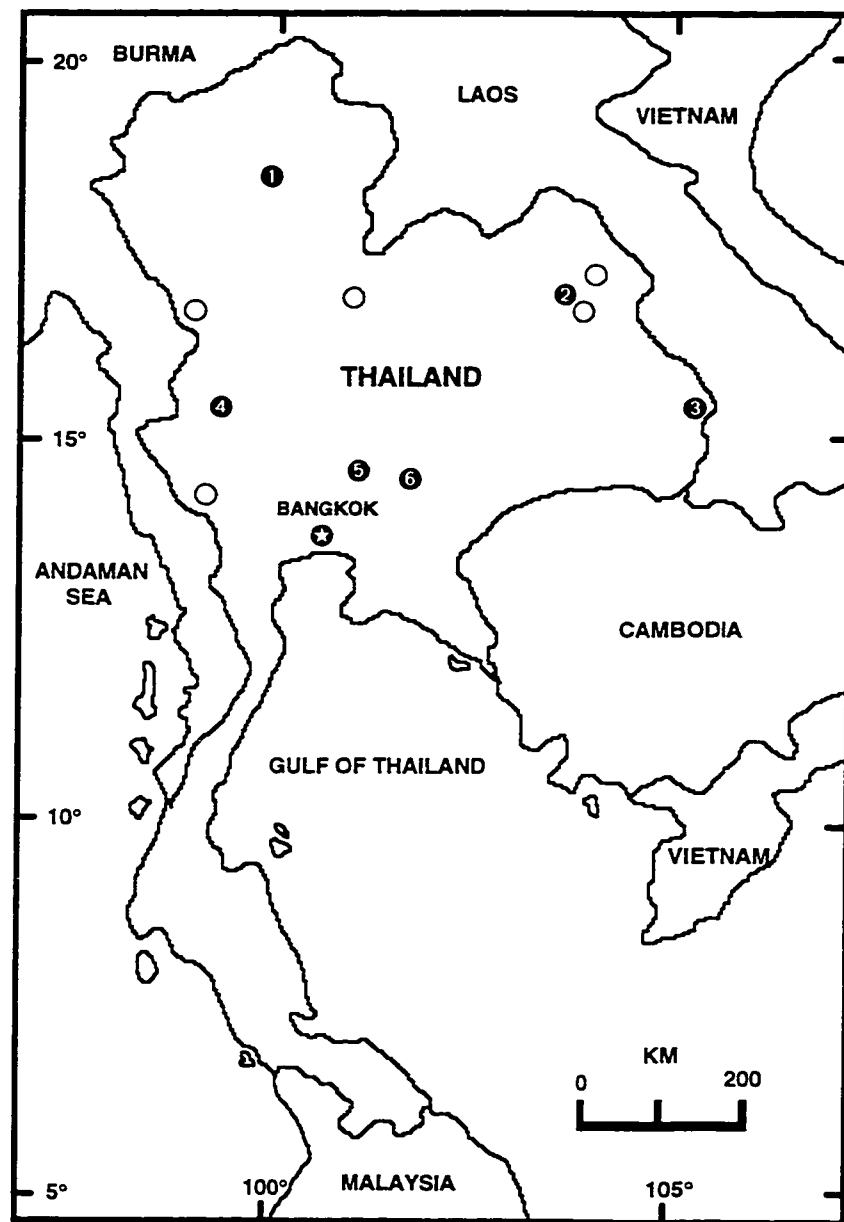 BURMA
20°
LAOS
VIETNAM
1
2
THAILAND
4
3
15°
5
6
BANGKOK
ANDAMAN
SEA
CAMBODIA
GULF OF THAILAND
10°
VIETNAM
KM
0 200
100°
105°
5°
MALAYSIA